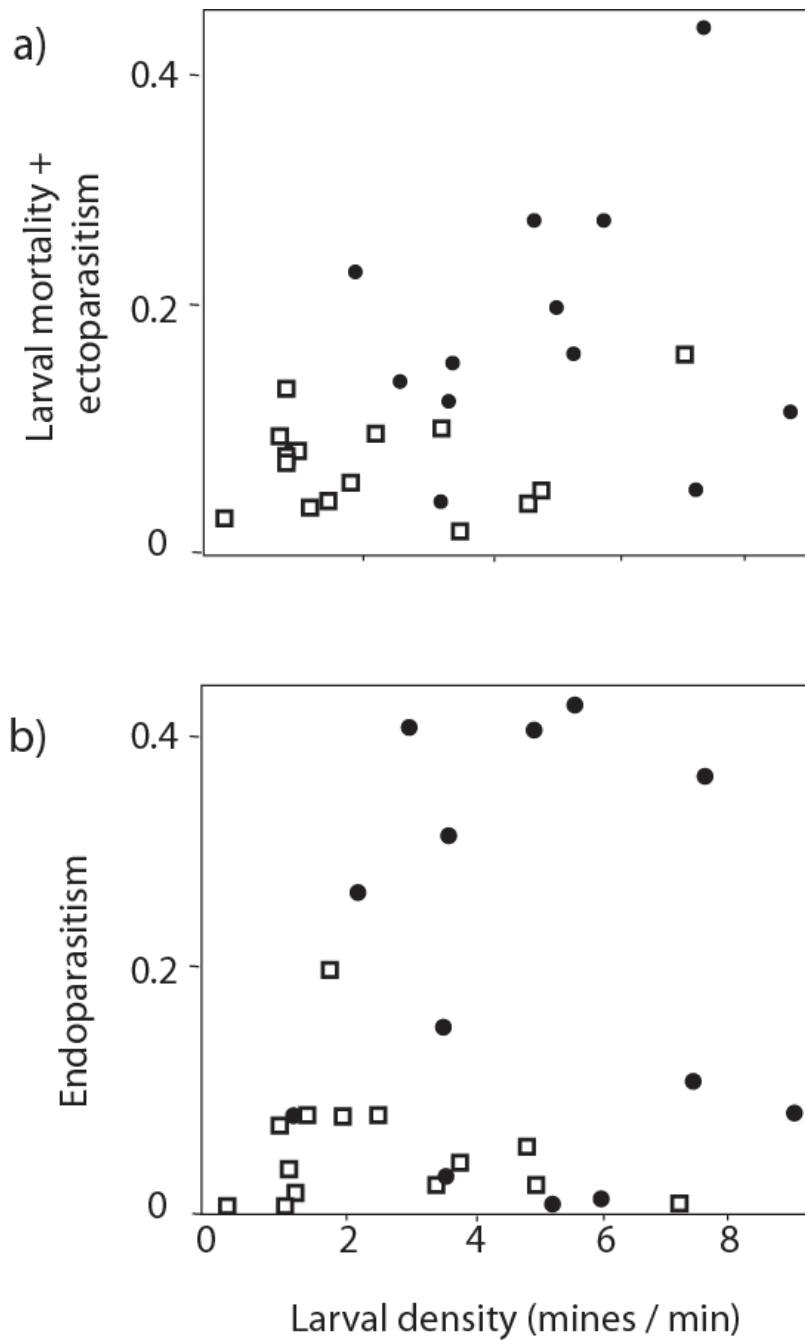 a)
Larval mortality +
ectoparasitism
0.4
0.2
0
b)
Endoparasitism
0.4
0.2
0
0 2 4 6 8
Larval density (mines / min)